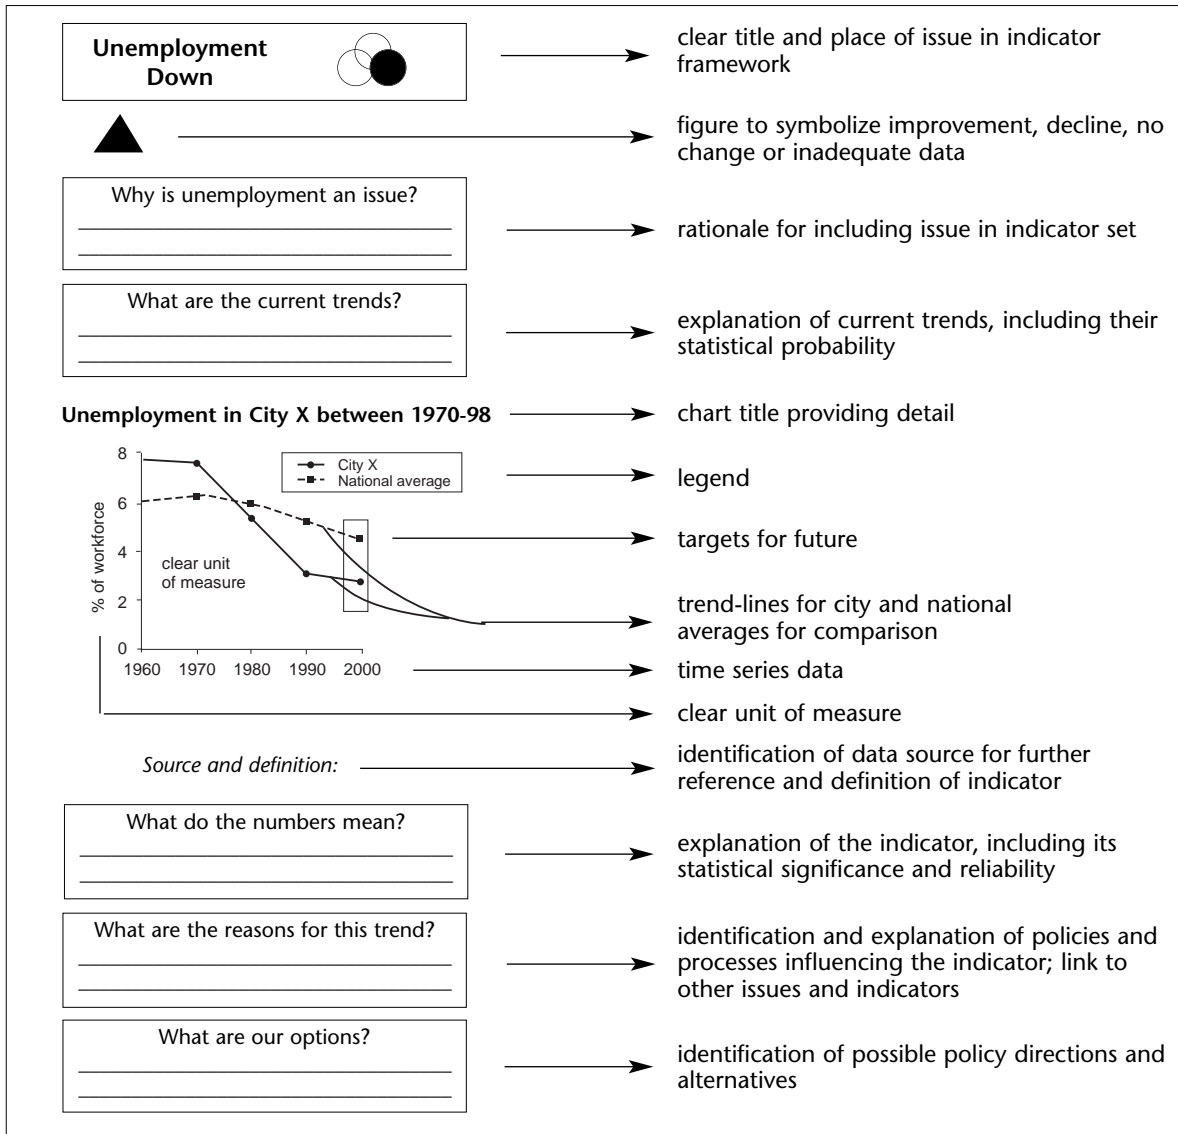 Unemployment
Down
clear title and place of issue in indicator
framework
figure to symbolize improvement, decline, no
change or inadequate data
Why is unemployment an issue?
rationale for including issue in indicator set
What are the current trends?
explanation of current trends, including their
statistical probability
Unemployment in City X between 1970-98
chart title providing detail
8
6
4
2
0
% of workforce
City X
National average
legend
clear unit
of measure
targets for future
trend-lines for city and national
averages for comparison
1960 1970 1980 1990 2000
time series data
clear unit of measure
Source and definition:
identification of data source for further
reference and definition of indicator
What do the numbers mean?
explanation of the indicator, including its
statistical significance and reliability
What are the reasons for this trend?
identification and explanation of policies and
processes influencing the indicator; link to
other issues and indicators
What are our options?
identification of possible policy directions and
alternatives